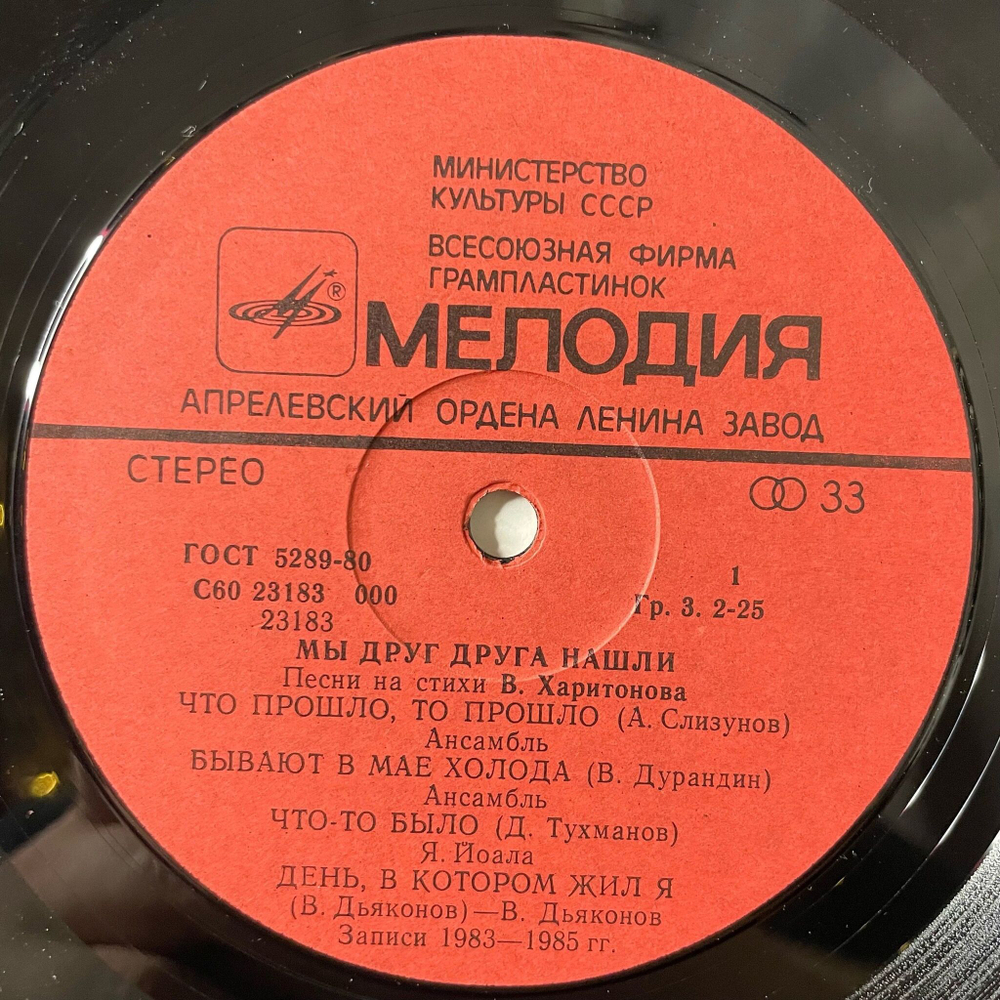 МИНИСТЕРСТВО
КУЛЬТУРЫ СССР
ВСЕСОЮЗНАЯ ФИРМА
ГРАМПЛАСТИНОК
®
МЕЛОДИЯ
АПРЕЛЕВСКИЙ ОРДЕНА ЛЕНИНА ЗАВОД
СТЕРЕО
33
ГОСТ 5289-80
С60 23183 000
23183
1
Гр. 3. 2-25
МЫ ДРУГ ДРУГА НАШЛИ
Песни на стихи В. Харитонова
ЧТО ПРОШЛО, ТО ПРОШЛО (А. Слизунов)
Ансамбль
БЫВАЮТ В МАЕ ХОЛОДА (В. Дурандин)
Ансамбль
ЧТО-ТО БЫЛО (Д. Тухманов)
Я. Йоала
ДЕНЬ, В КОТОРОМ ЖИЛ Я
(В. Дьяконов)—В. Дьяконов
Записи 1983—1985 гг.